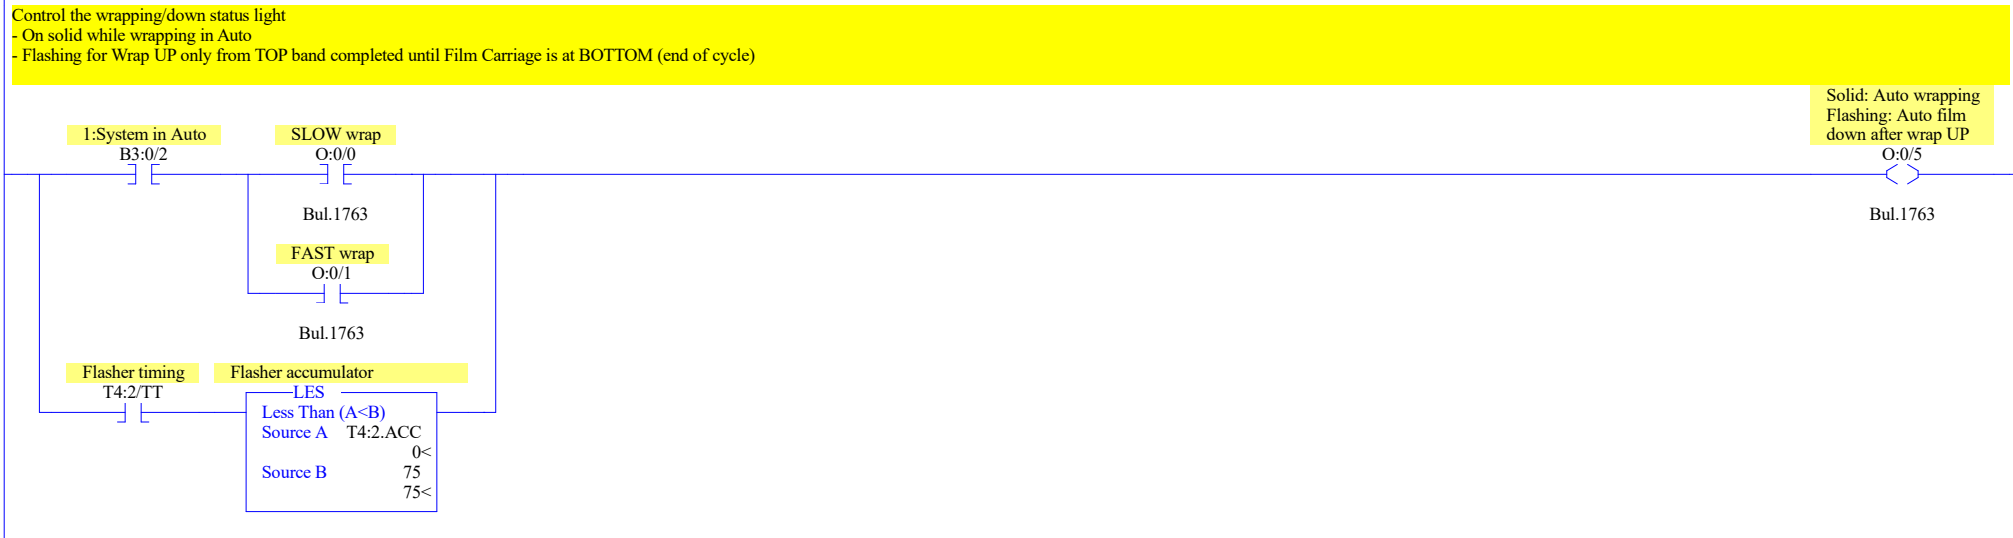 Control the wrapping/down status light
- On solid while wrapping in Auto
- Flashing for Wrap UP only from TOP band completed until Film Carriage is at BOTTOM (end of cycle)
Solid: Auto wrapping
Flashing: Auto film
down after wrap UP
1:System in Auto
SLOW wrap
B3:0/2
O:0/0
O:0/5
Bul.1763
Bul.1763
FAST wrap
O:0/1
Bul.1763
Flasher timing
Flasher accumulator
T4:2/TT
LES
Less Than (A<B)
Source A T4:2.ACC
0<
Source B 75
75<